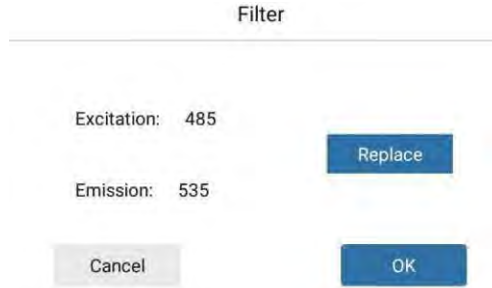 Filter
Excitation: 485
Replace
Emission: 535
Cancel OK